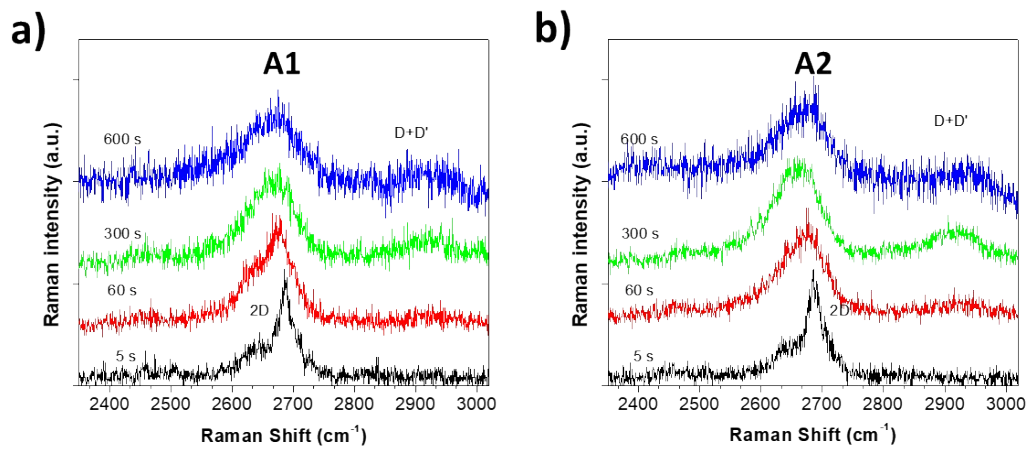 a)
A1
D+D'
600 s
300 s
60 s
2D
5 s
Raman intensity (a.u.)
2400 2500 2600 2700 2800 2900 3000
Raman Shift (cm⁻¹)
b)
A2
D+D'
600 s
300 s
60 s
2D
5 s
Raman intensity (a.u.)
2400 2500 2600 2700 2800 2900 3000
Raman Shift (cm⁻¹)